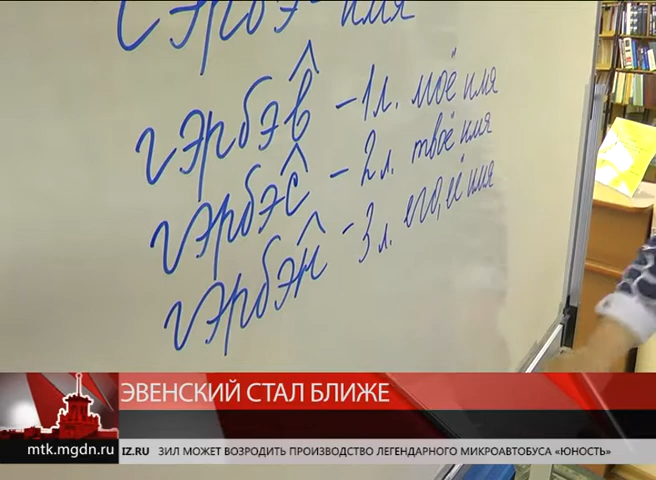 гэрбэ - имя
гэрбэв - 1л. моё имя
гэрбэс - 2л. твоё имя
гэрбэн - 3л. его, её имя
ЭВЕНСКИЙ СТАЛ БЛИЖЕ
mtk.mgdn.ru IZ.RU ЗИЛ МОЖЕТ ВОЗРОДИТЬ ПРОИЗВОДСТВО ЛЕГЕНДАРНОГО МИКРОАВТОБУСА «ЮНОСТЬ»